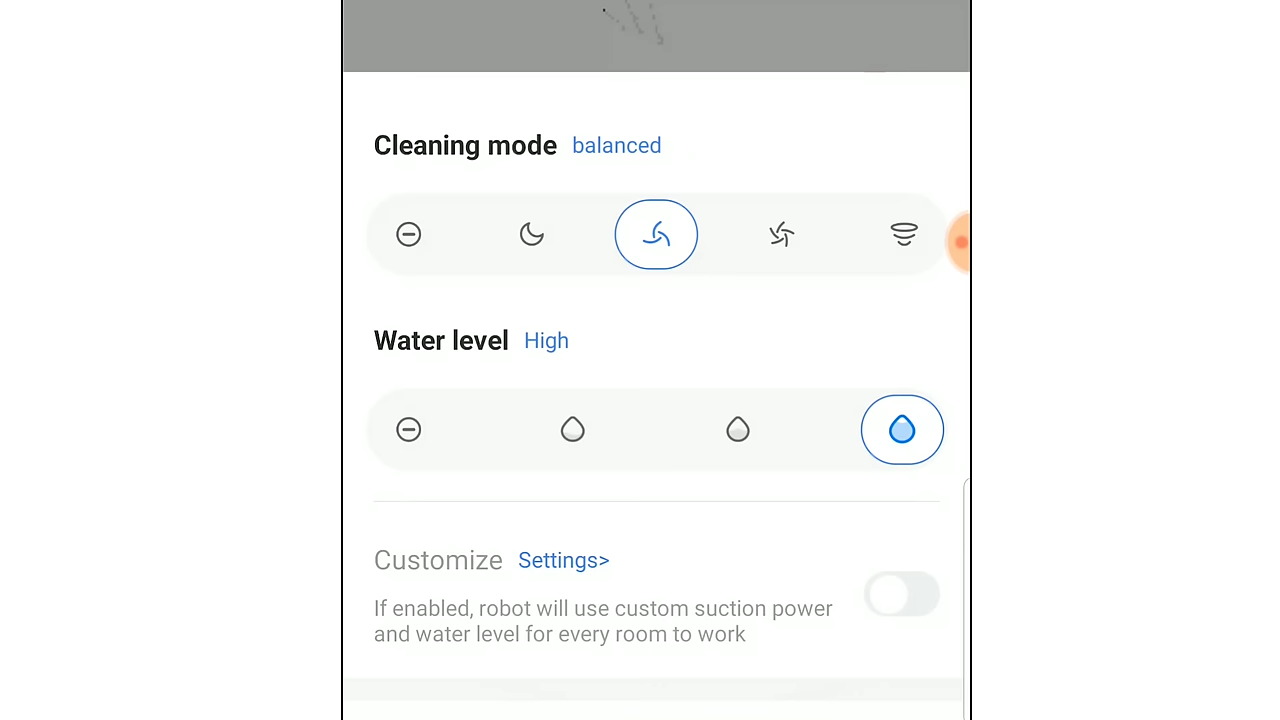 Cleaning mode balanced
Water level High
Customize Settings>
If enabled, robot will use custom suction power
and water level for every room to work